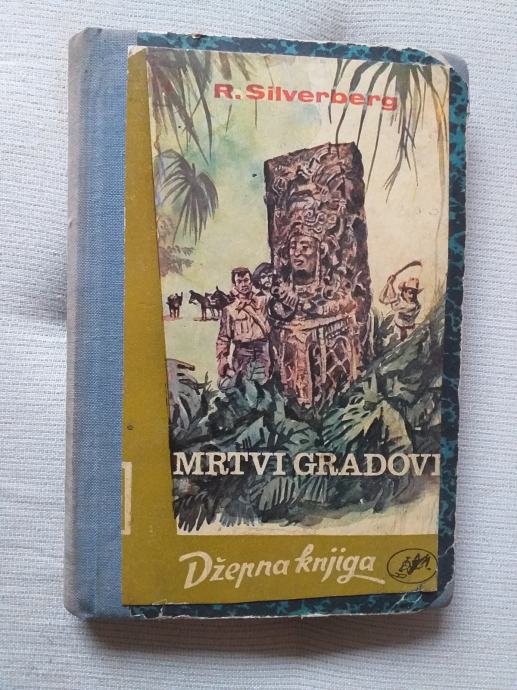 R. Silverberg
MRTVI GRADOVI
Džepna knjiga